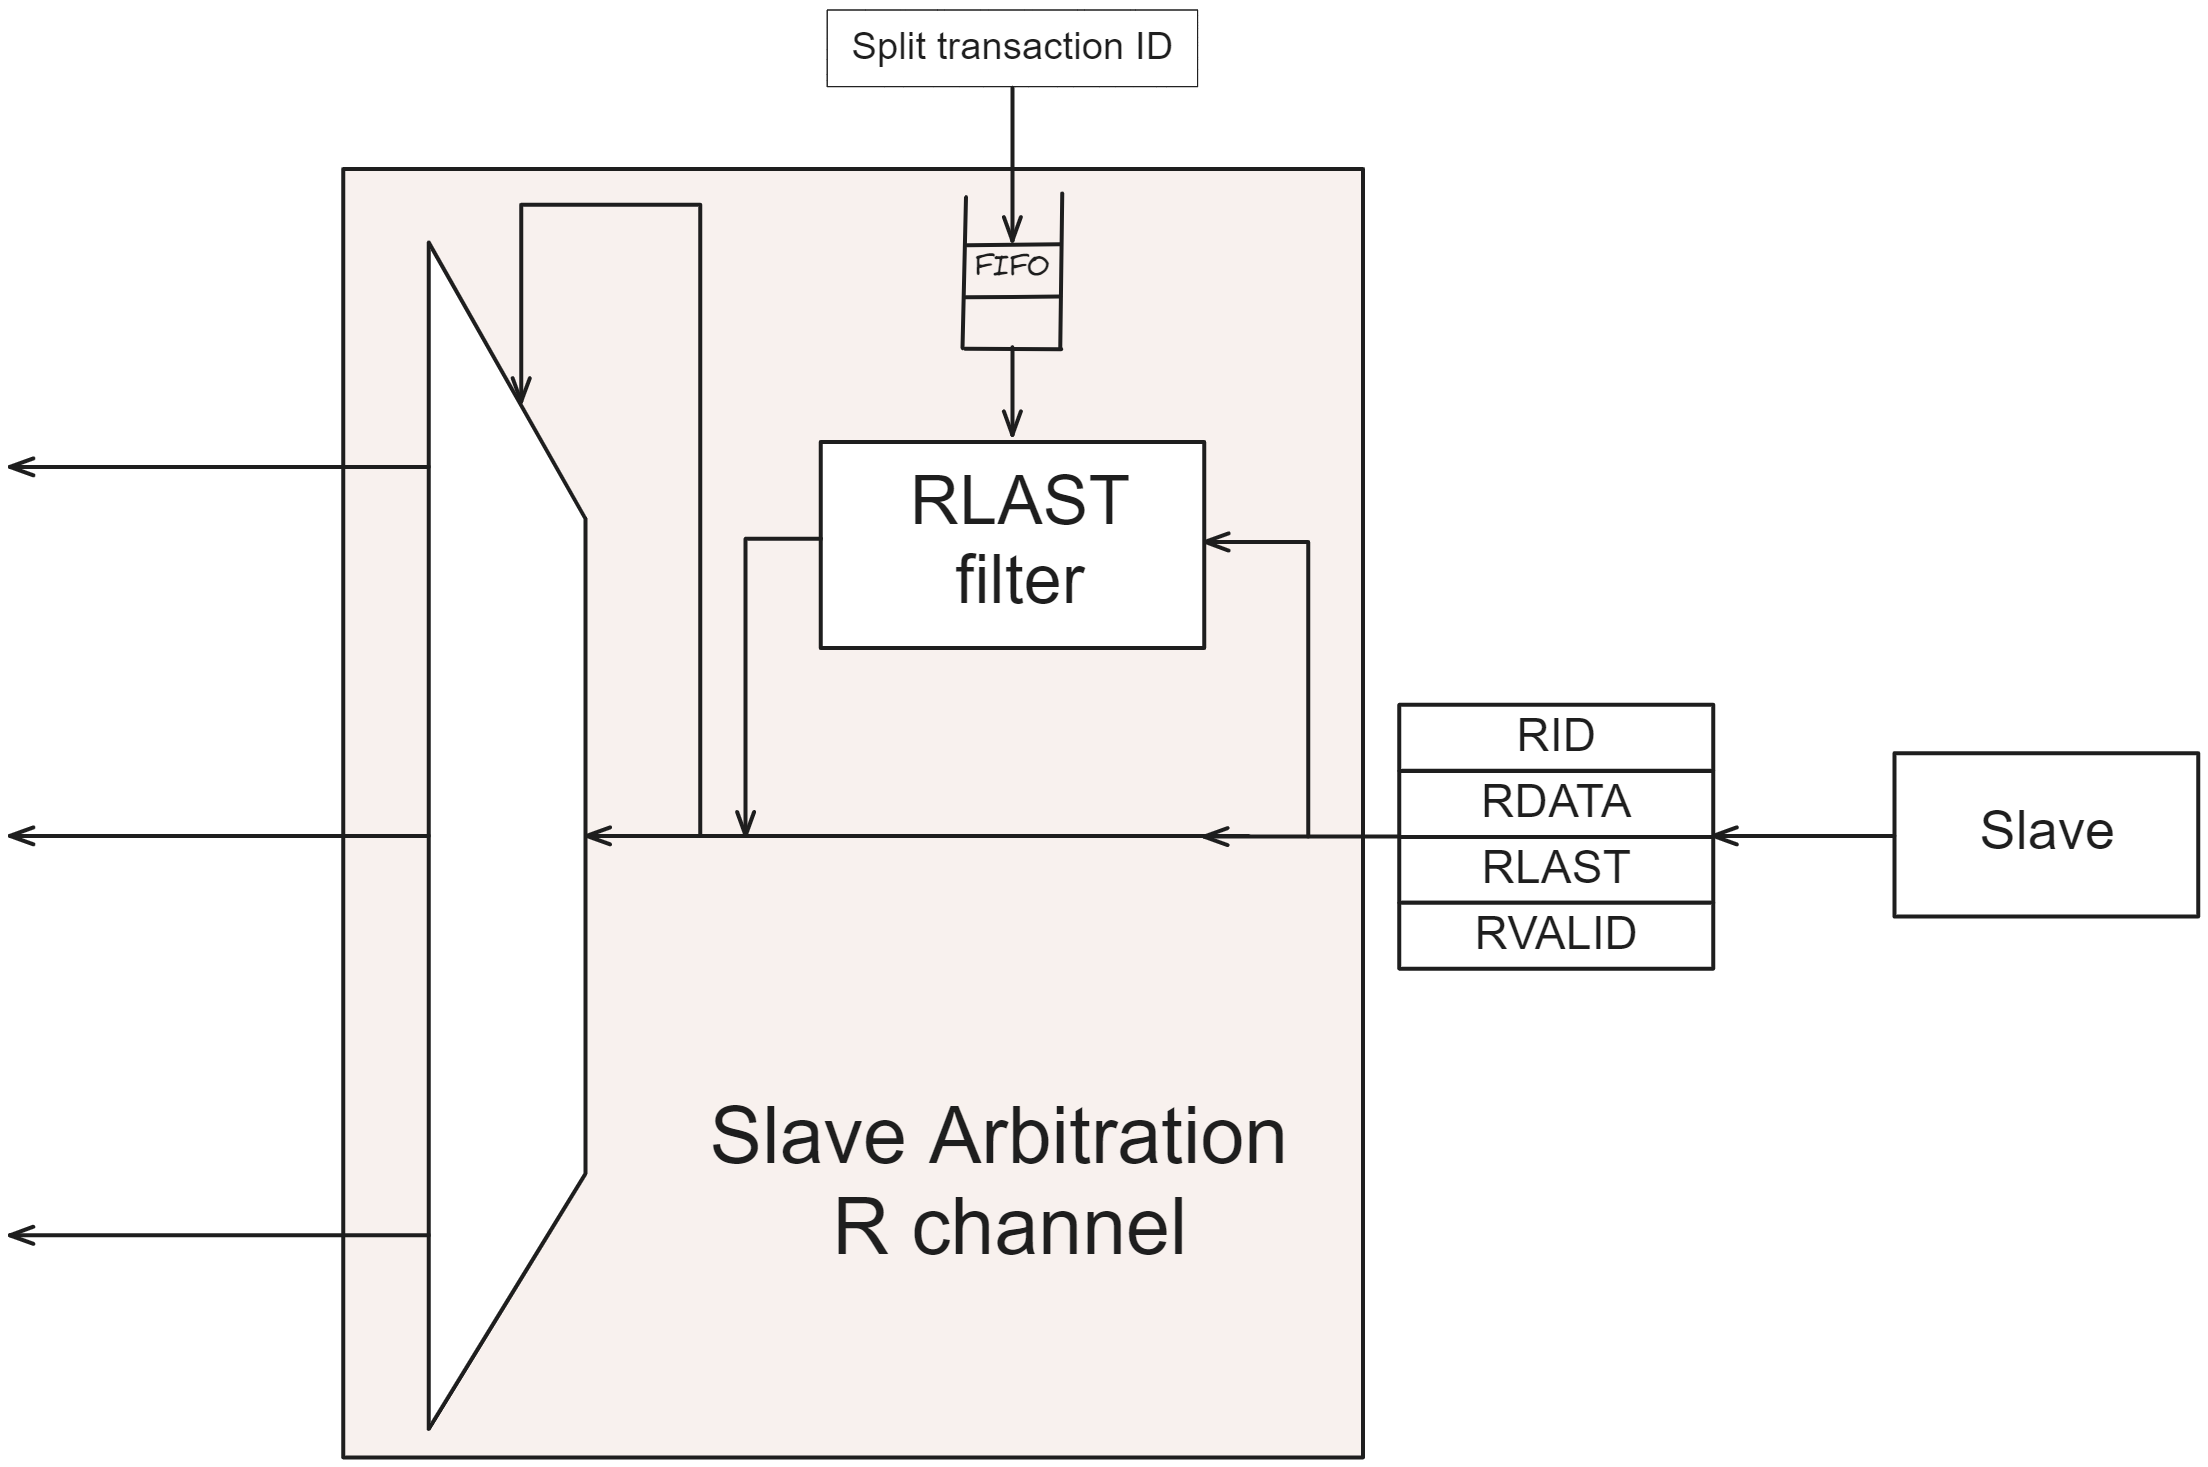 Split transaction ID
FIFO
RLAST
filter
RID
RDATA
RLAST
RVALID
Slave
Slave Arbitration
R channel